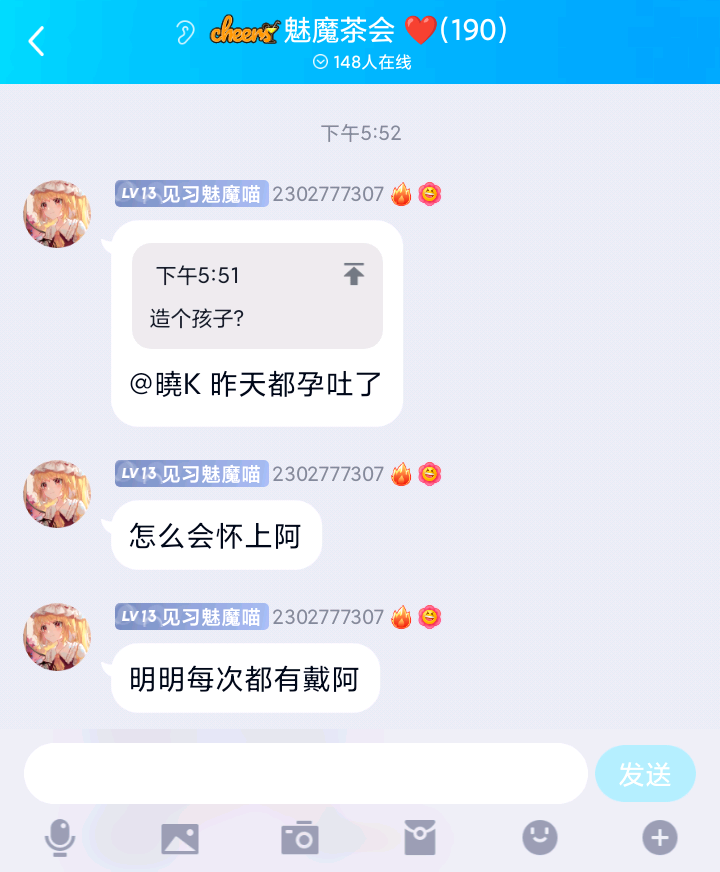 cheers 魅魔茶会 ❤️(190)
148人在线
下午5:52
LV13 见习魅魔喵 2302777307
下午5:51
造个孩子?
@曉K 昨天都孕吐了
LV13 见习魅魔喵 2302777307
怎么会怀上阿
LV13 见习魅魔喵 2302777307
明明每次都有戴阿
发送